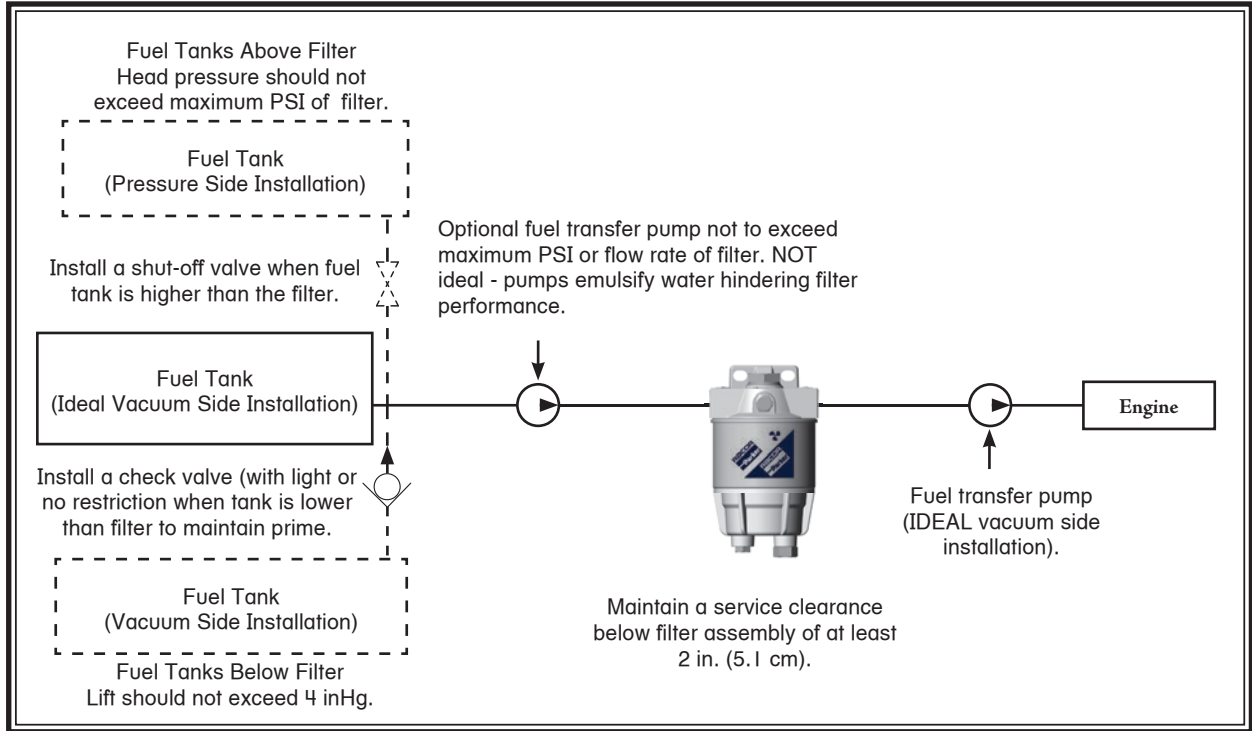 Fuel Tanks Above Filter
Head pressure should not
exceed maximum PSI of filter.
Fuel Tank
(Pressure Side Installation)
Install a shut-off valve when fuel
tank is higher than the filter.
Optional fuel transfer pump not to exceed
maximum PSI or flow rate of filter. NOT
ideal - pumps emulsify water hindering filter
performance.
Fuel Tank
(Ideal Vacuum Side Installation)
Engine
Install a check valve (with light or
no restriction when tank is lower
than filter to maintain prime.
Fuel transfer pump
(IDEAL vacuum side
installation).
Fuel Tank
(Vacuum Side Installation)
Fuel Tanks Below Filter
Lift should not exceed 4 inHg.
Maintain a service clearance
below filter assembly of at least
2 in. (5.1 cm).